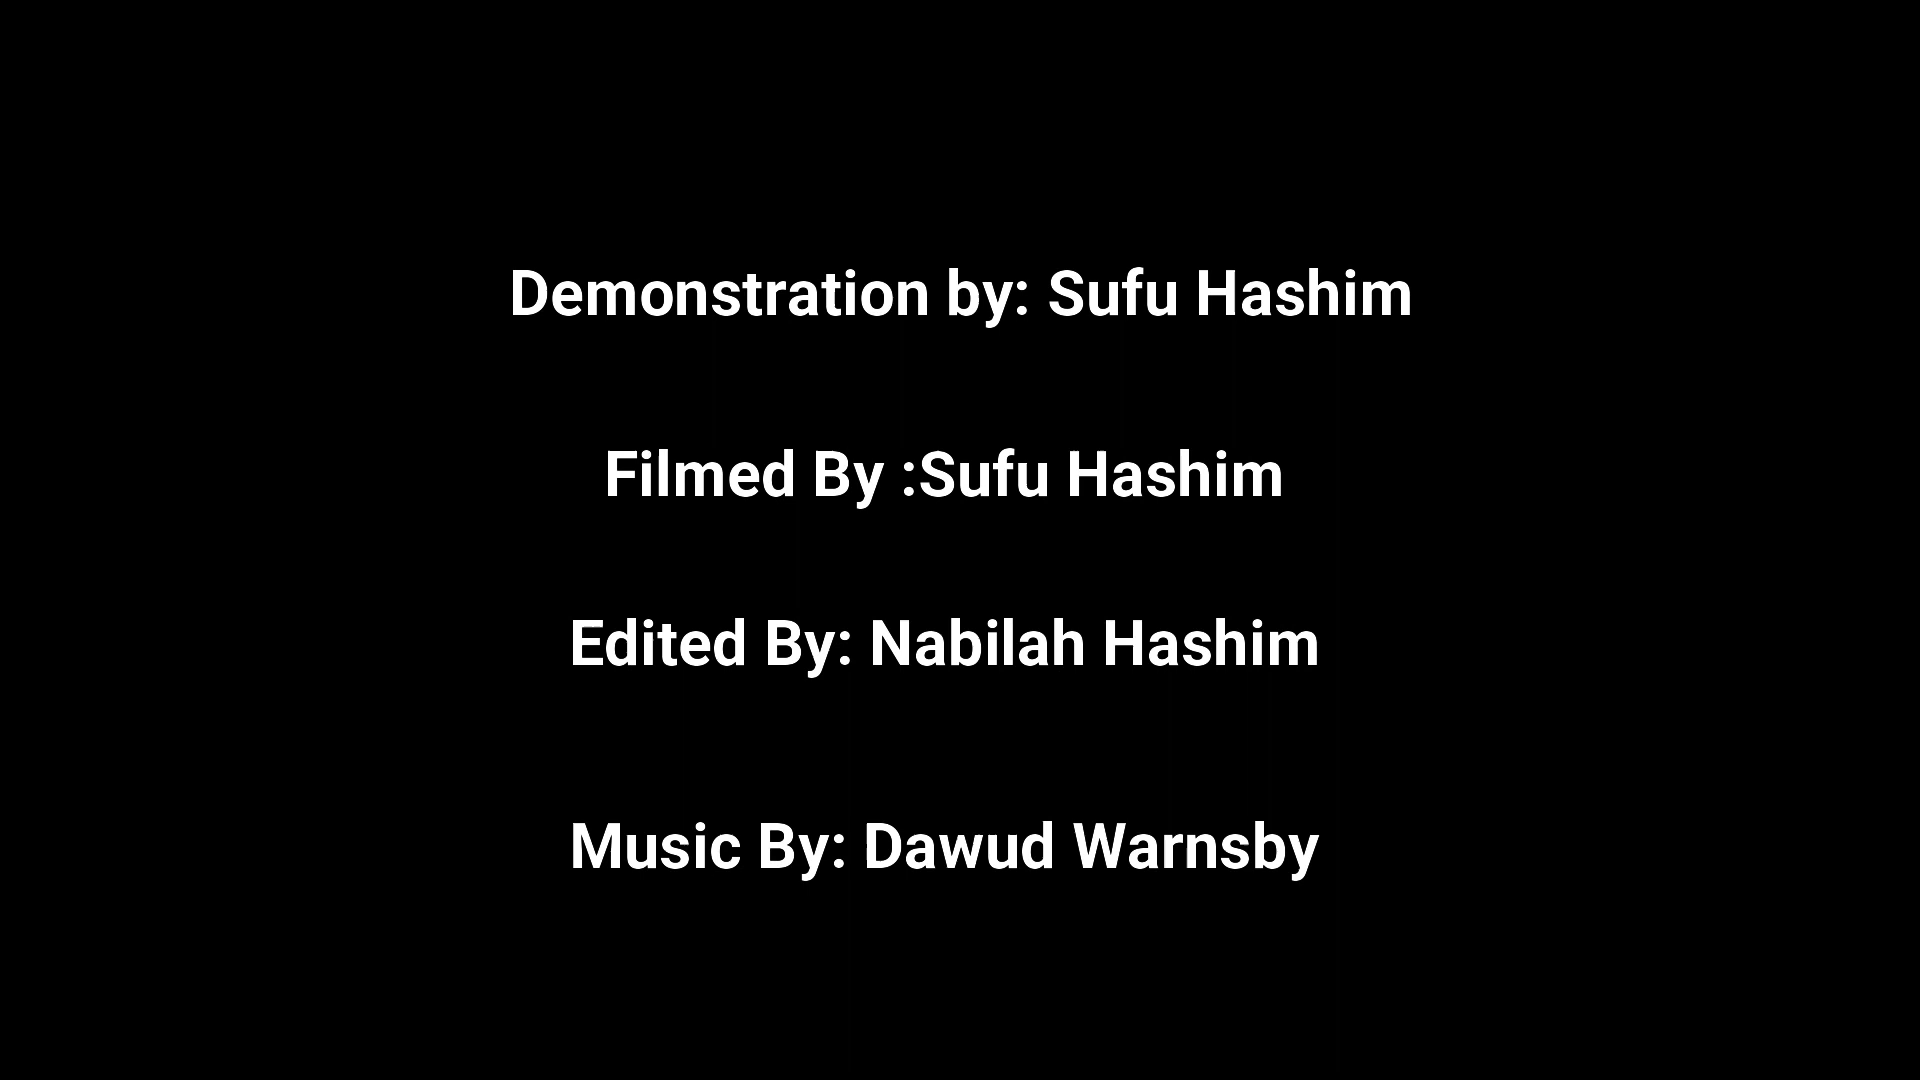 Demonstration by: Sufu Hashim
Filmed By :Sufu Hashim
Edited By: Nabilah Hashim
Music By: Dawud Warnsby